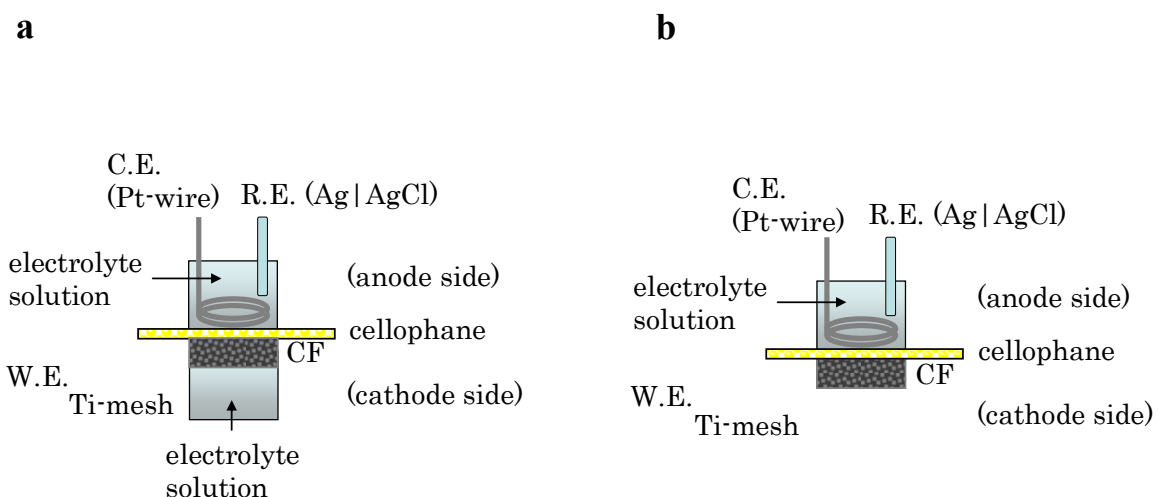 a
C.E.
(Pt-wire)
R.E. (Ag|AgCl)
electrolyte
solution
(anode side)
cellophane
CF
W.E.
Ti-mesh
(cathode side)
electrolyte
solution
b
C.E.
(Pt-wire)
R.E. (Ag|AgCl)
electrolyte
solution
(anode side)
cellophane
CF
W.E.
Ti-mesh
(cathode side)